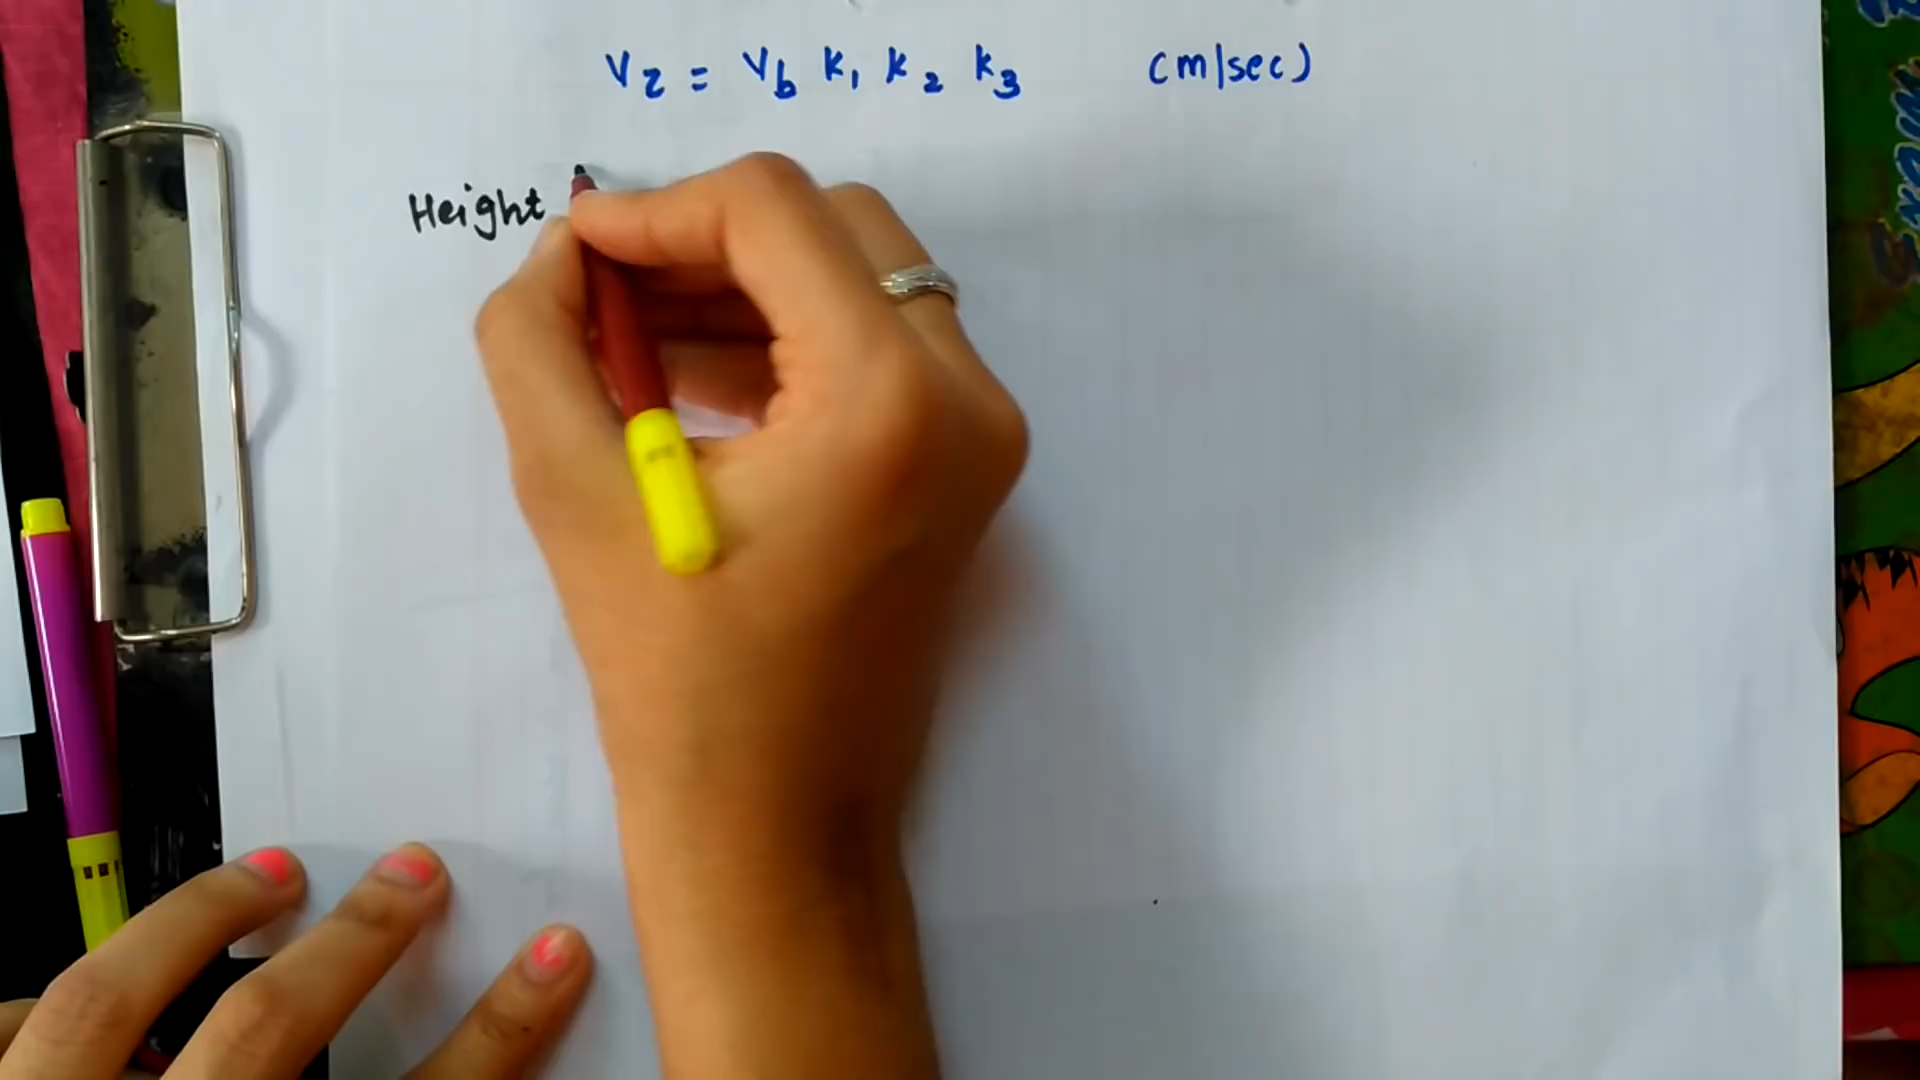 Vz = Vb K1 K2 K3 (m/sec)
Height